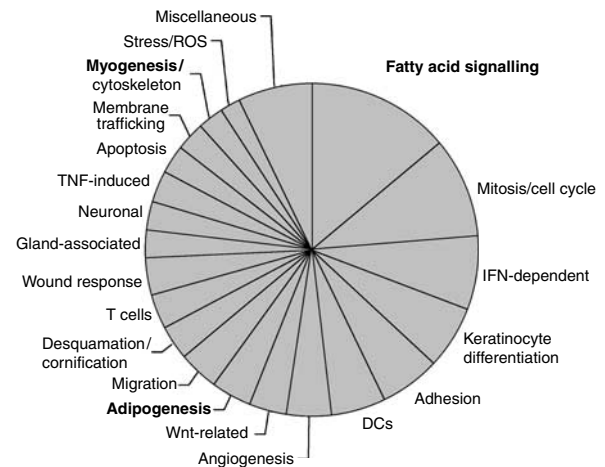 Miscellaneous
Stress/ROS
Myogenesis/
cytoskeleton
Membrane
trafficking
Apoptosis
TNF-induced
Neuronal
Gland-associated
Wound response
T cells
Desquamation/
cornification
Migration
Adipogenesis
Wnt-related
Angiogenesis
Fatty acid signalling
Mitosis/cell cycle
IFN-dependent
Keratinocyte
differentiation
Adhesion
DCs